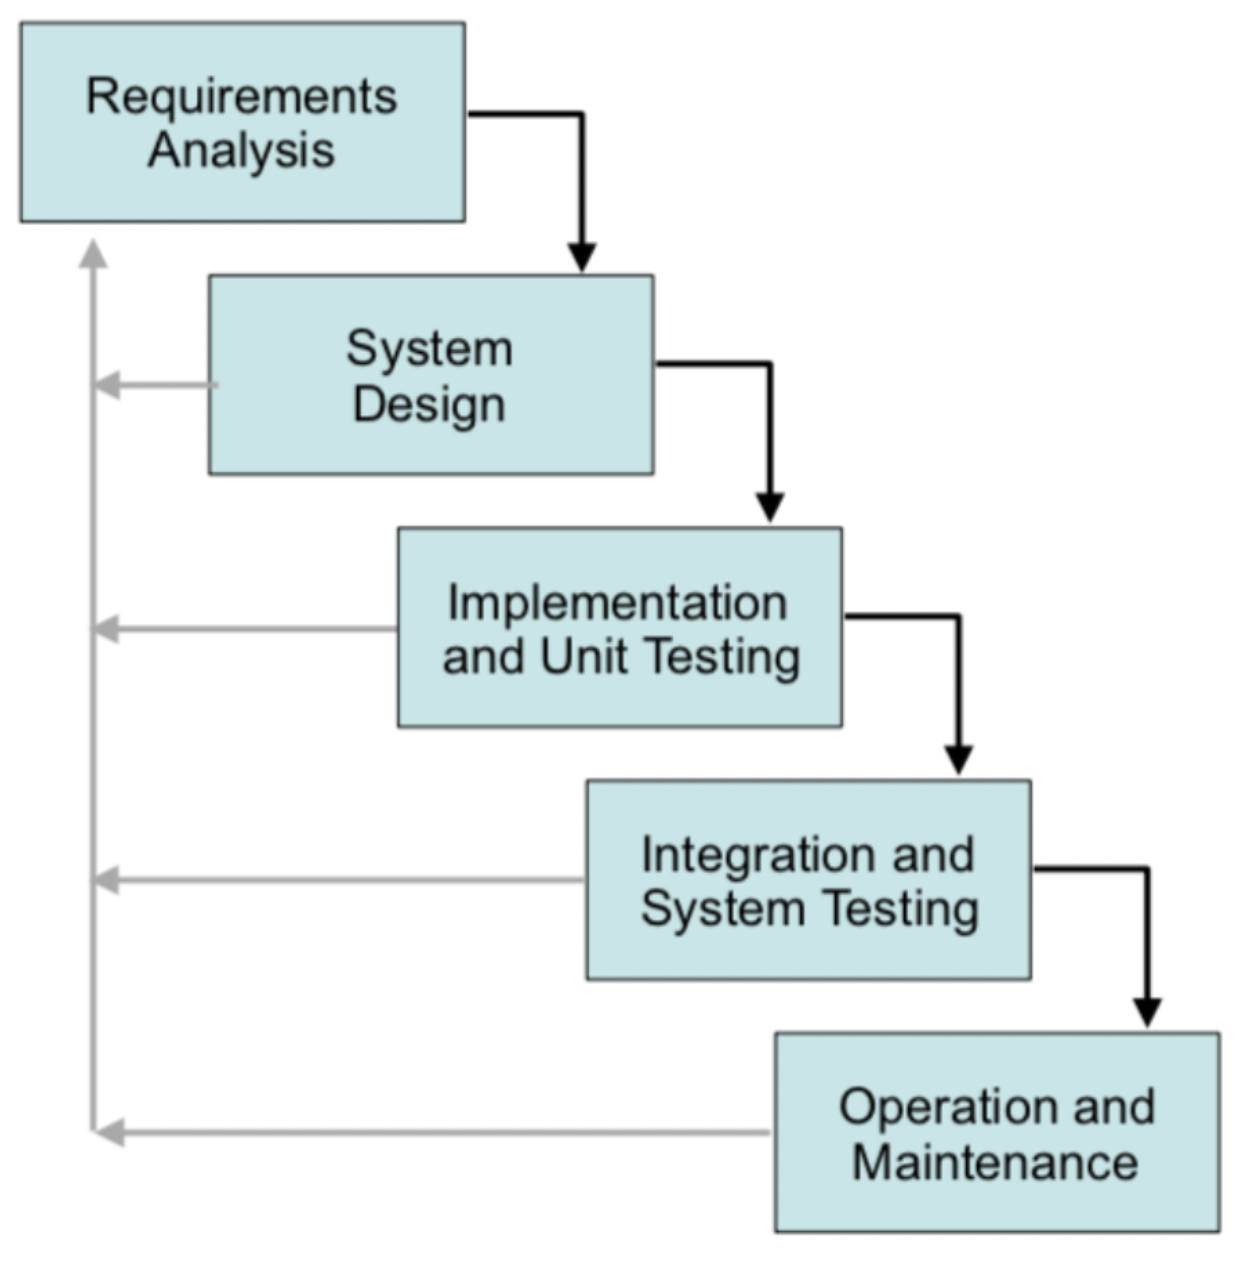 Requirements
Analysis
System
Design
Implementation
and Unit Testing
Integration and
System Testing
Operation and
Maintenance